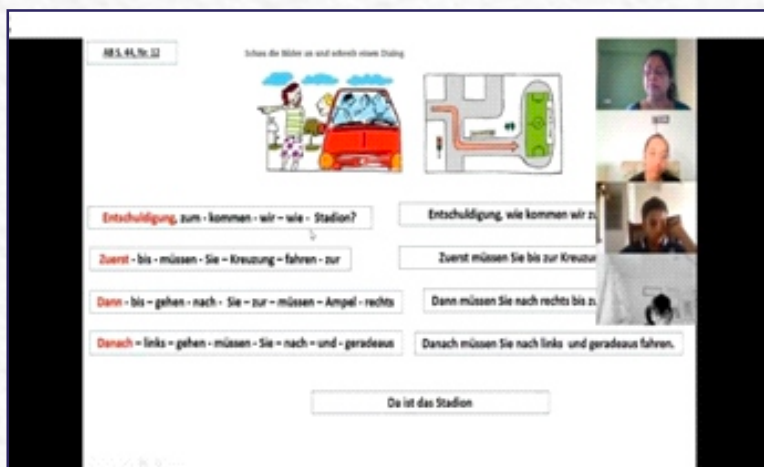 AB S. 44, Nr. 12
Schau die Bilder an und schreib einen Dialog
Entschuldigung, zum - kommen - wir – wie - Stadion?
Entschuldigung, wie kommen wir zu
Zuerst - bis - müssen - Sie – Kreuzung – fahren - zur
Zuerst müssen Sie bis zur Kreuzun
Dann - bis – gehen - nach - Sie – zur – müssen – Ampel - rechts
Dann müssen Sie nach rechts bis zu
Danach – links – gehen - müssen - Sie – nach – und - geradeaus
Danach müssen Sie nach links und geradeaus fahren.
Da ist das Stadion